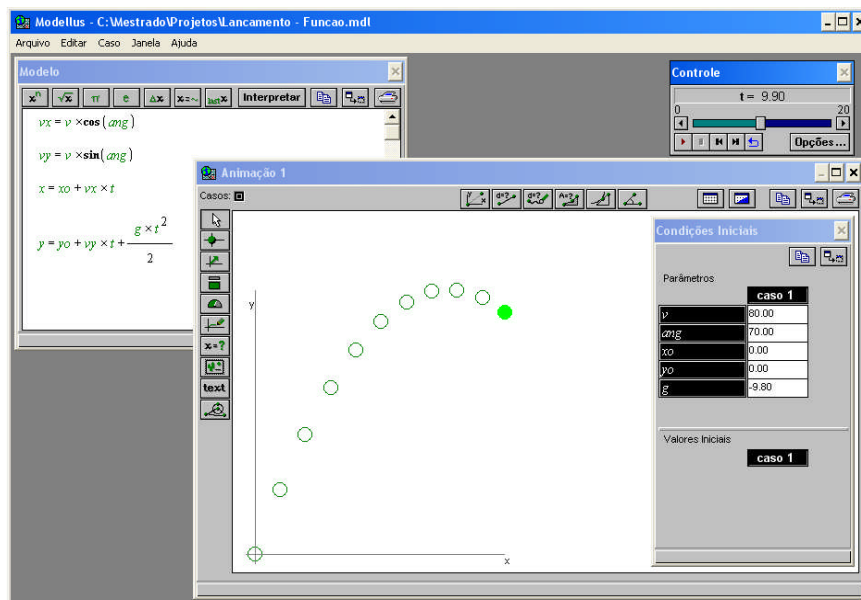 Modellus - C:\Mestrado\Projetos\Lancamento - Funcao.mdl
Arquivo Editar Caso Janela Ajuda
Modelo
xⁿ √x π e Δx x=~ last x Interpretar
vx = v ×cos(ang)
vy = v ×sin(ang)
x = xo + vx × t
y = yo + vy × t + g × t² / 2
Controle
t = 9.90
0 20
Opções...
Animação 1
Casos:
x=?
text
y
x
Condições Iniciais
Parâmetros
caso 1
v 80.00
ang 70.00
xo 0.00
yo 0.00
g -9.80
Valores Iniciais
caso 1